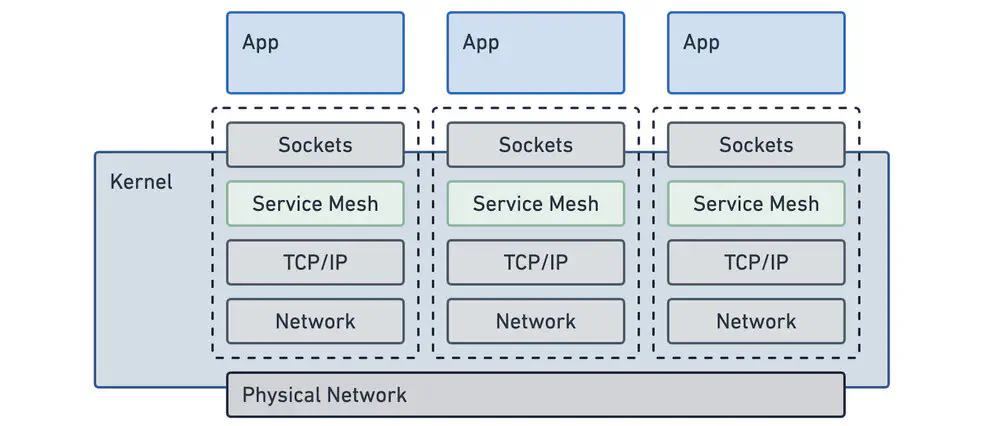 App
App
App
Sockets
Sockets
Sockets
Kernel
Service Mesh
Service Mesh
Service Mesh
TCP/IP
TCP/IP
TCP/IP
Network
Network
Network
Physical Network